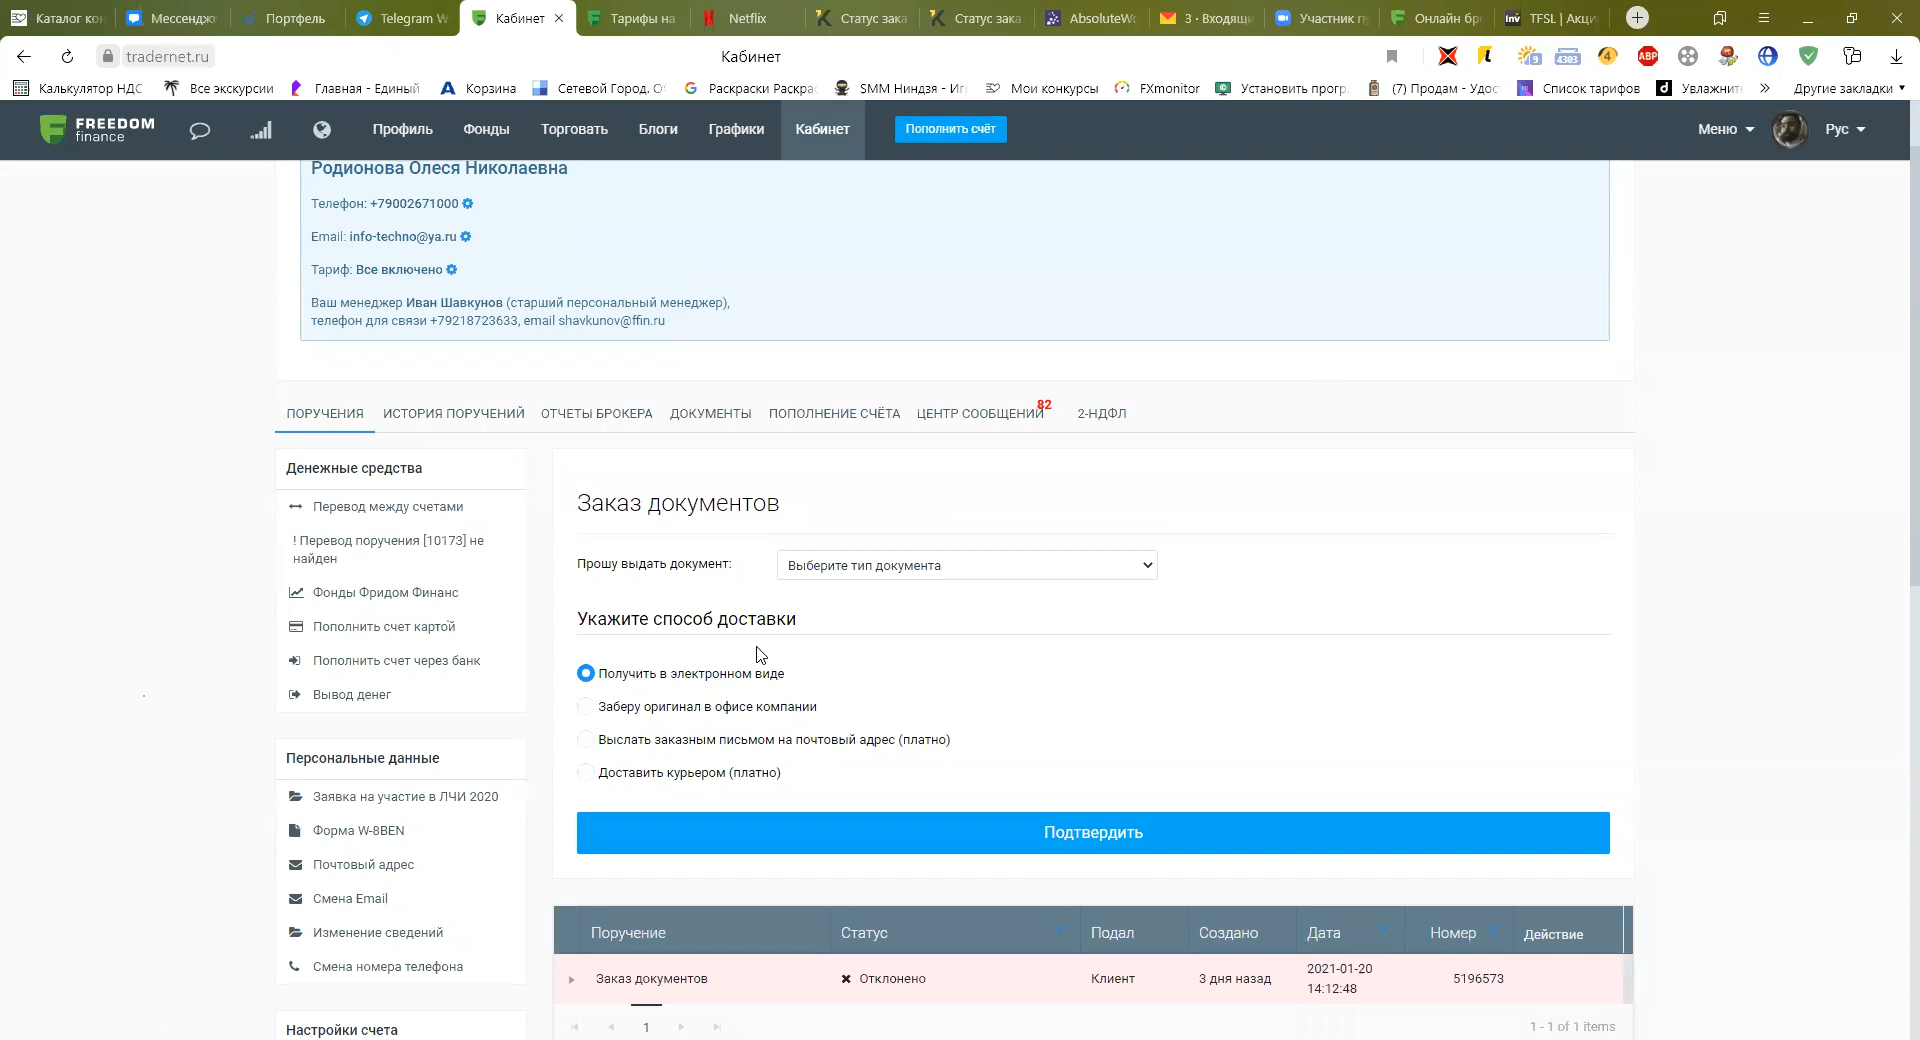 Каталог ко
Мессендж
Портфель
Telegram W
Кабинет
Тарифы на
Netflix
Статус зака
Статус зака
AbsoluteWo
3 · Входящи
Участник п
Онлайн бр
TFSL | Акци
tradernet.ru
Кабинет
Калькулятор НДС
Все экскурсии
Главная - Единый
Корзина
Сетевой Город. О
Раскраски Раскра
SMM Ниндзя - Иг
Мои конкурсы
FXmonitor
Установить прогр
(7) Продам - Удос
Список тарифов
Увлажните
Другие закладки
FREEDOM
finance
Профиль
Фонды
Торговать
Блоги
Графики
Кабинет
Пополнить счёт
Меню
Рус
Родионова Олеся Николаевна
Телефон: +79002671000
Email: info-techno@ya.ru
Тариф: Все включено
Ваш менеджер Иван Шавкунов (старший персональный менеджер),
телефон для связи +79218723633, email shavkunov@ffin.ru
ПОРУЧЕНИЯ
ИСТОРИЯ ПОРУЧЕНИЙ
ОТЧЕТЫ БРОКЕРА
ДОКУМЕНТЫ
ПОПОЛНЕНИЕ СЧЁТА
ЦЕНТР СООБЩЕНИЙ
82
2-НДФЛ
Денежные средства
Перевод между счетами
! Перевод поручения [10173] не
найден
Фонды Фридом Финанс
Пополнить счет картой
Пополнить счет через банк
Вывод денег
Персональные данные
Заявка на участие в ЛЧИ 2020
Форма W-8BEN
Почтовый адрес
Смена Email
Изменение сведений
Смена номера телефона
Настройки счета
Заказ документов
Прошу выдать документ:
Выберите тип документа
Укажите способ доставки
Получить в электронном виде
Заберу оригинал в офисе компании
Выслать заказным письмом на почтовый адрес (платно)
Доставить курьером (платно)
Подтвердить
Поручение
Статус
Подал
Создано
Дата
Номер
Действие
Заказ документов
Отклонено
Клиент
3 дня назад
2021-01-20
14:12:48
5196573
1
1 - 1 of 1 items